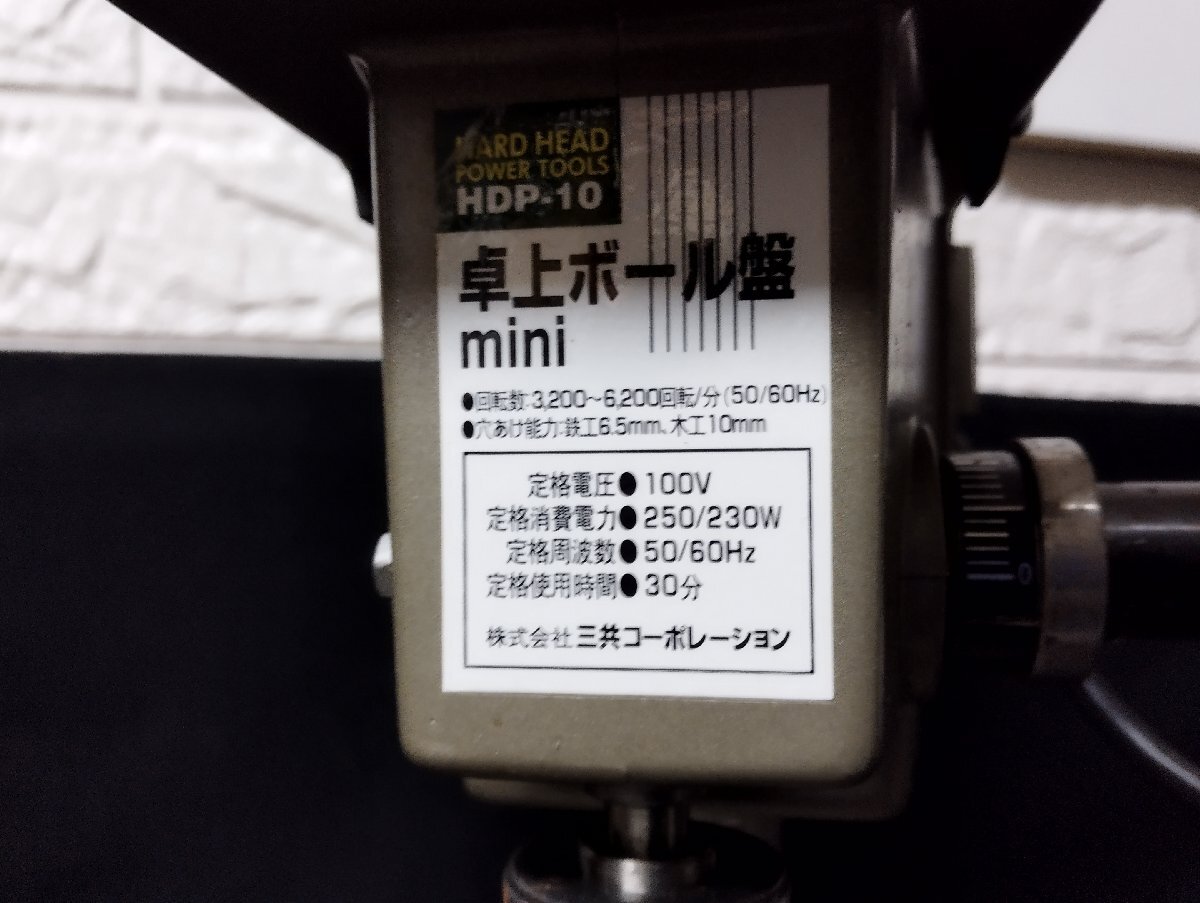 HARD HEAD
POWER TOOLS
HDP-10
卓上ボール盤
mini
●回転数:3,200〜6,200回転/分(50/60Hz)
●穴あけ能力:鉄工6.5mm、木工10mm
定格電圧●100V
定格消費電力●250/230W
定格周波数●50/60Hz
定格使用時間●30分
株式会社 三共コーポレーション
0